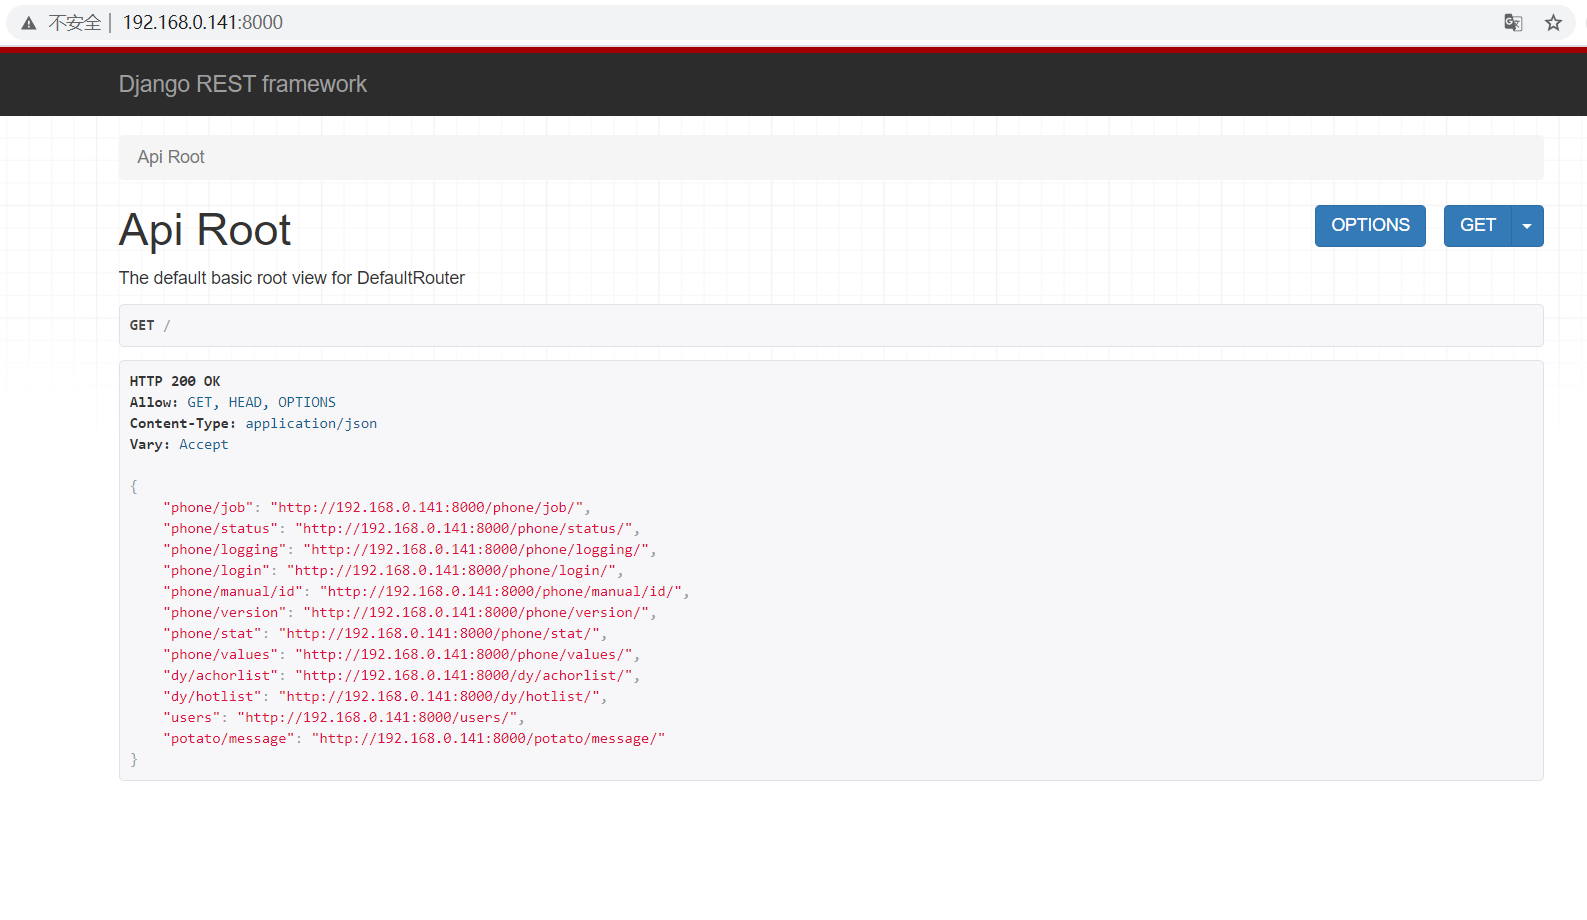 不安全 | 192.168.0.141:8000
Django REST framework
Api Root
Api Root
OPTIONS
GET
The default basic root view for DefaultRouter
GET /
HTTP 200 OK
Allow: GET, HEAD, OPTIONS
Content-Type: application/json
Vary: Accept
{
    "phone/job": "http://192.168.0.141:8000/phone/job/",
    "phone/status": "http://192.168.0.141:8000/phone/status/",
    "phone/logging": "http://192.168.0.141:8000/phone/logging/",
    "phone/login": "http://192.168.0.141:8000/phone/login/",
    "phone/manual/id": "http://192.168.0.141:8000/phone/manual/id/",
    "phone/version": "http://192.168.0.141:8000/phone/version/",
    "phone/stat": "http://192.168.0.141:8000/phone/stat/",
    "phone/values": "http://192.168.0.141:8000/phone/values/",
    "dy/achorlist": "http://192.168.0.141:8000/dy/achorlist/",
    "dy/hotlist": "http://192.168.0.141:8000/dy/hotlist/",
    "users": "http://192.168.0.141:8000/users/",
    "potato/message": "http://192.168.0.141:8000/potato/message/"
}